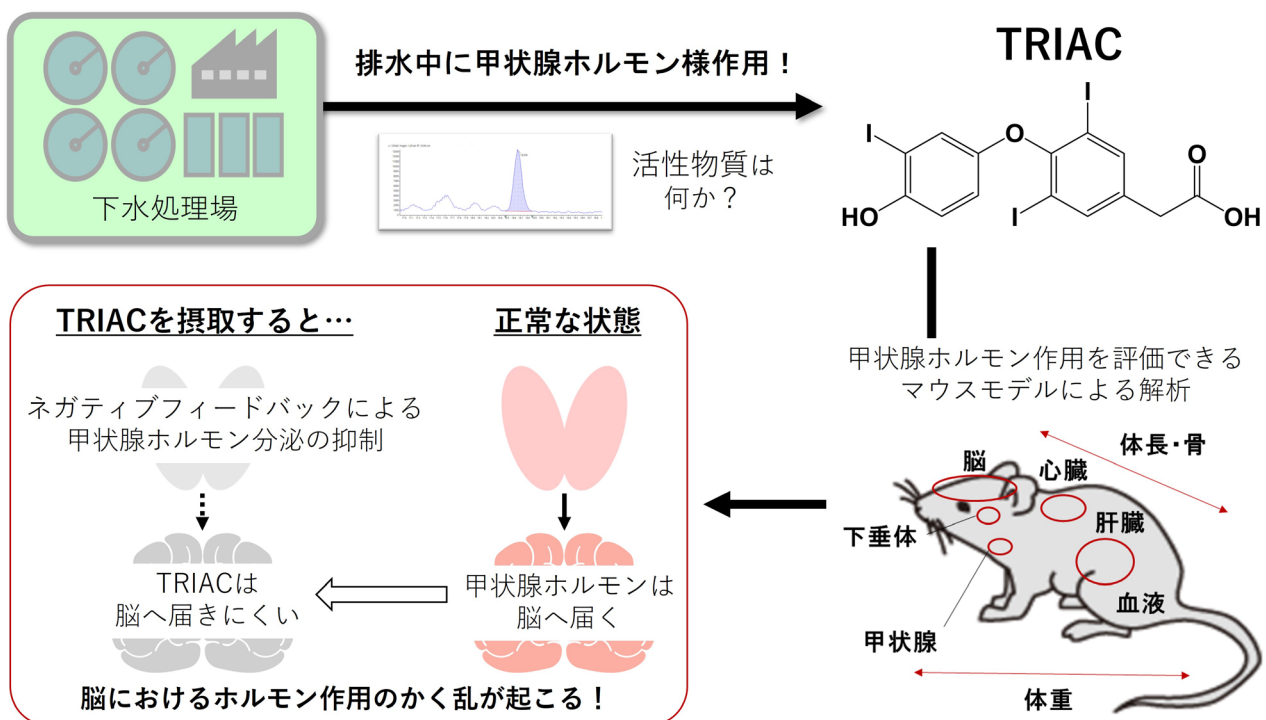 排水中に甲状腺ホルモン様作用！
TRIAC
下水処理場
活性物質は
何か？
I
O
I
I
HO
O
OH
甲状腺ホルモン作用を評価できる
マウスモデルによる解析
体長・骨
脳
心臓
肝臓
下垂体
血液
甲状腺
体重
TRIACを摂取すると…
正常な状態
ネガティブフィードバックによる
甲状腺ホルモン分泌の抑制
TRIACは
脳へ届きにくい
甲状腺ホルモンは
脳へ届く
脳におけるホルモン作用のかく乱が起こる！